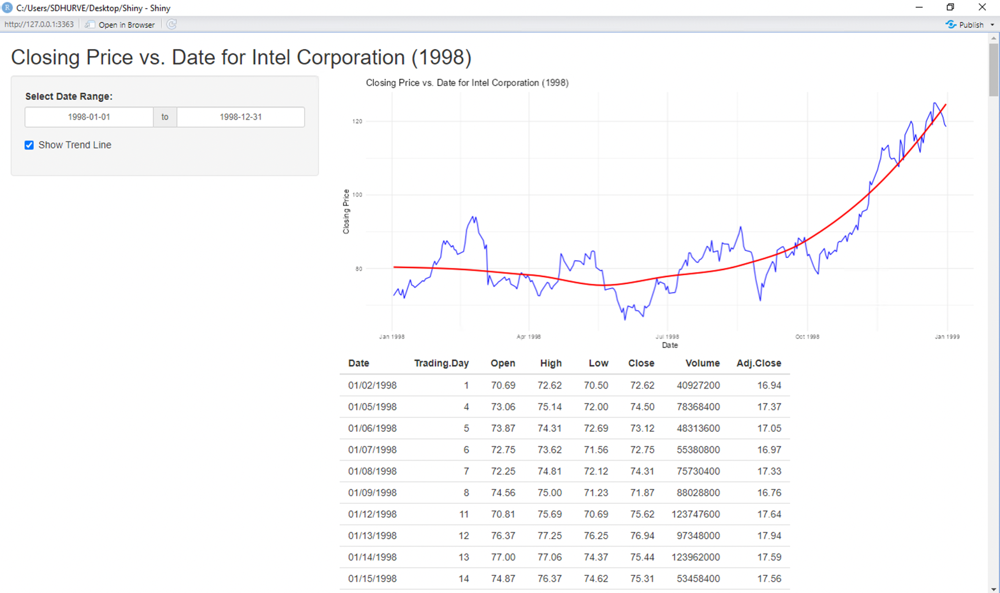 R C:/Users/SDHURVE/Desktop/Shiny - Shiny
http://127.0.0.1:3363 Open in Browser Publish
Closing Price vs. Date for Intel Corporation (1998)
Select Date Range:
1998-01-01 to 1998-12-31
Show Trend Line
Closing Price vs. Date for Intel Corporation (1998)
Closing Price
120
100
80
Jan 1998 Apr 1998 Jul 1998 Oct 1998 Jan 1999
Date
Date Trading.Day Open High Low Close Volume Adj.Close
01/02/1998 1 70.69 72.62 70.50 72.62 40927200 16.94
01/05/1998 4 73.06 75.14 72.00 74.50 78368400 17.37
01/06/1998 5 73.87 74.31 72.69 73.12 48313600 17.05
01/07/1998 6 72.75 73.62 71.56 72.75 55380800 16.97
01/08/1998 7 72.25 74.81 72.12 74.31 75730400 17.33
01/09/1998 8 74.56 75.00 71.23 71.87 88028800 16.76
01/12/1998 11 70.81 75.69 70.69 75.62 123747600 17.64
01/13/1998 12 76.37 77.25 76.25 76.94 97348000 17.94
01/14/1998 13 77.00 77.06 74.37 75.44 123962000 17.59
01/15/1998 14 74.87 76.37 74.62 75.31 53458400 17.56